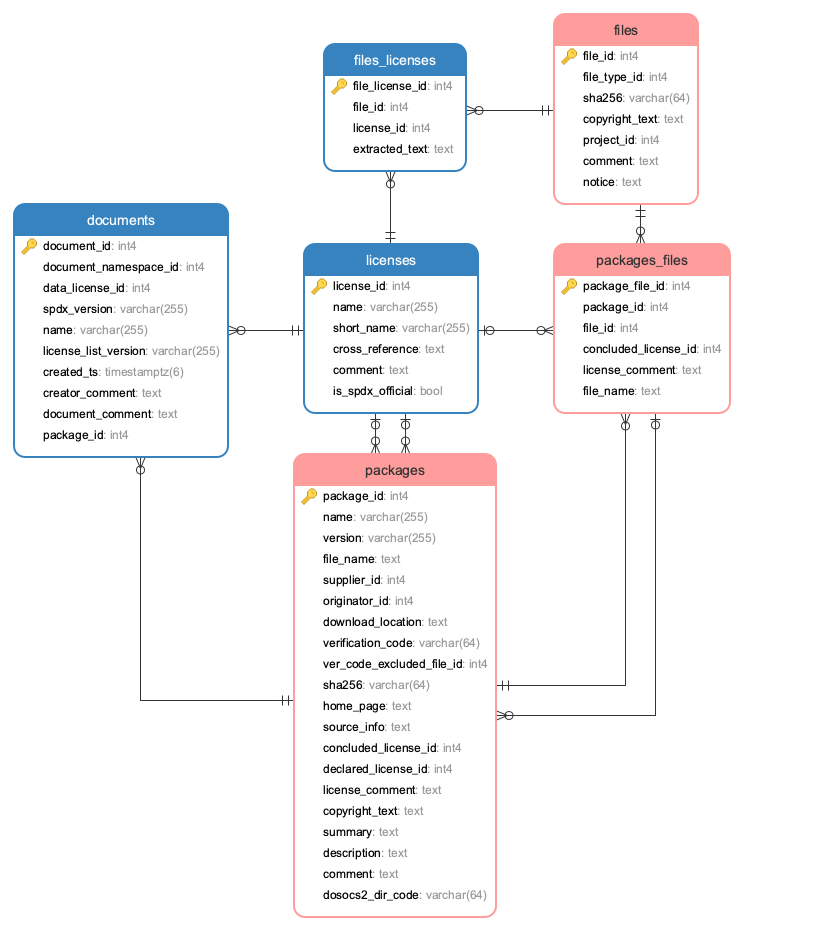 files
file_id: int4
file_type_id: int4
sha256: varchar(64)
copyright_text: text
project_id: int4
comment: text
notice: text
files_licenses
file_license_id: int4
file_id: int4
license_id: int4
extracted_text: text
documents
document_id: int4
document_namespace_id: int4
data_license_id: int4
spdx_version: varchar(255)
name: varchar(255)
license_list_version: varchar(255)
created_ts: timestamptz(6)
creator_comment: text
document_comment: text
package_id: int4
licenses
license_id: int4
name: varchar(255)
short_name: varchar(255)
cross_reference: text
comment: text
is_spdx_official: bool
packages_files
package_file_id: int4
package_id: int4
file_id: int4
concluded_license_id: int4
license_comment: text
file_name: text
packages
package_id: int4
name: varchar(255)
version: varchar(255)
file_name: text
supplier_id: int4
originator_id: int4
download_location: text
verification_code: varchar(64)
ver_code_excluded_file_id: int4
sha256: varchar(64)
home_page: text
source_info: text
concluded_license_id: int4
declared_license_id: int4
license_comment: text
copyright_text: text
summary: text
description: text
comment: text
dosocs2_dir_code: varchar(64)